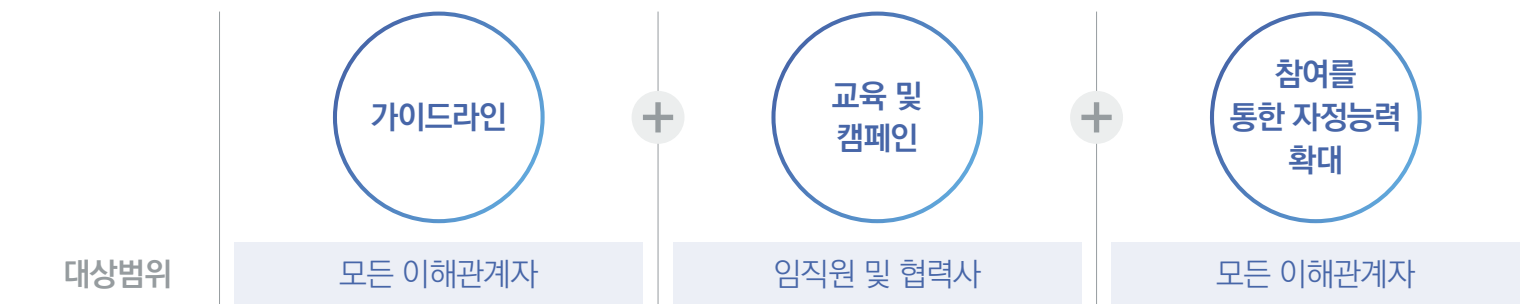 가이드라인
교육 및
캠페인
참여를
통한 자정능력
확대
대상범위
모든 이해관계자
임직원 및 협력사
모든 이해관계자